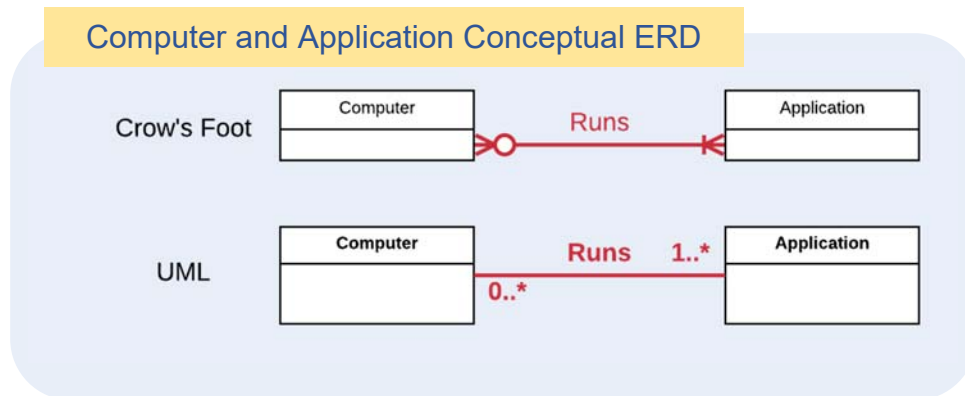 Computer and Application Conceptual ERD
Crow's Foot
Computer
Runs
Application
UML
Computer
Runs
1..*
Application
0..*